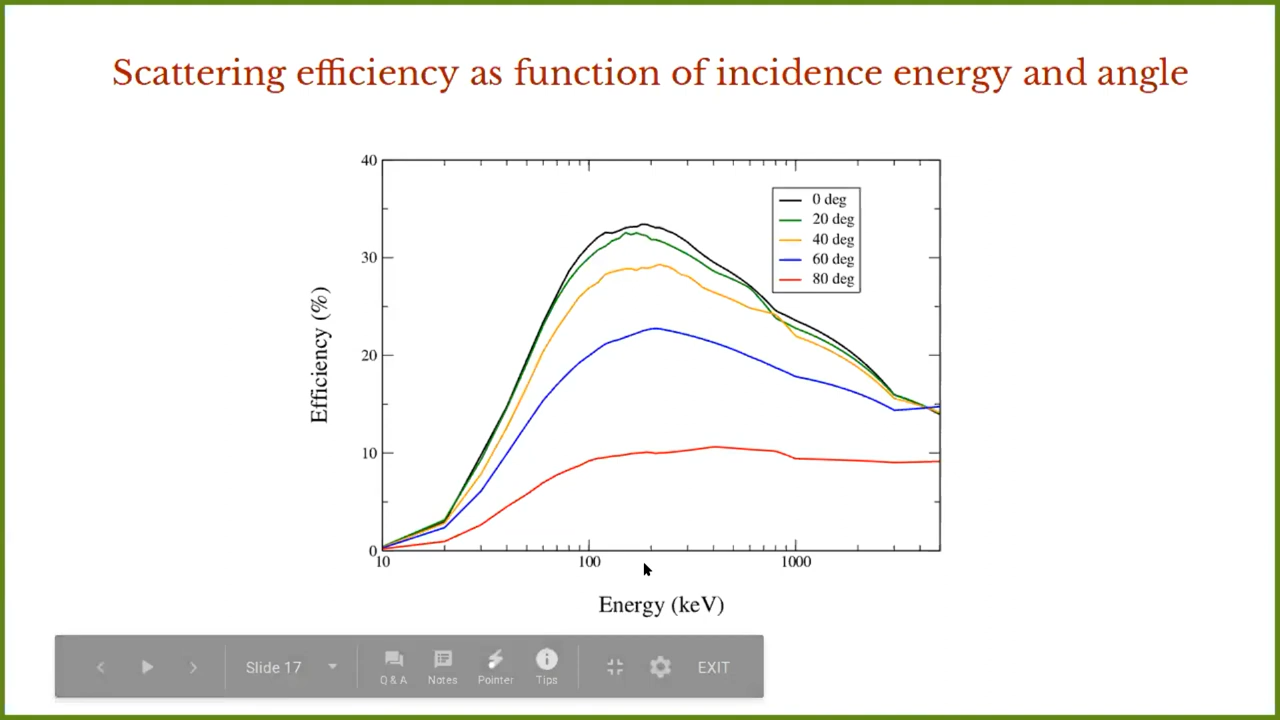 Scattering efficiency as function of incidence energy and angle
40
30
20
10
0
Efficiency (%)
0 deg
20 deg
40 deg
60 deg
80 deg
10
100
1000
Energy (keV)
Slide 17
Q & A
Notes
Pointer
Tips
EXIT